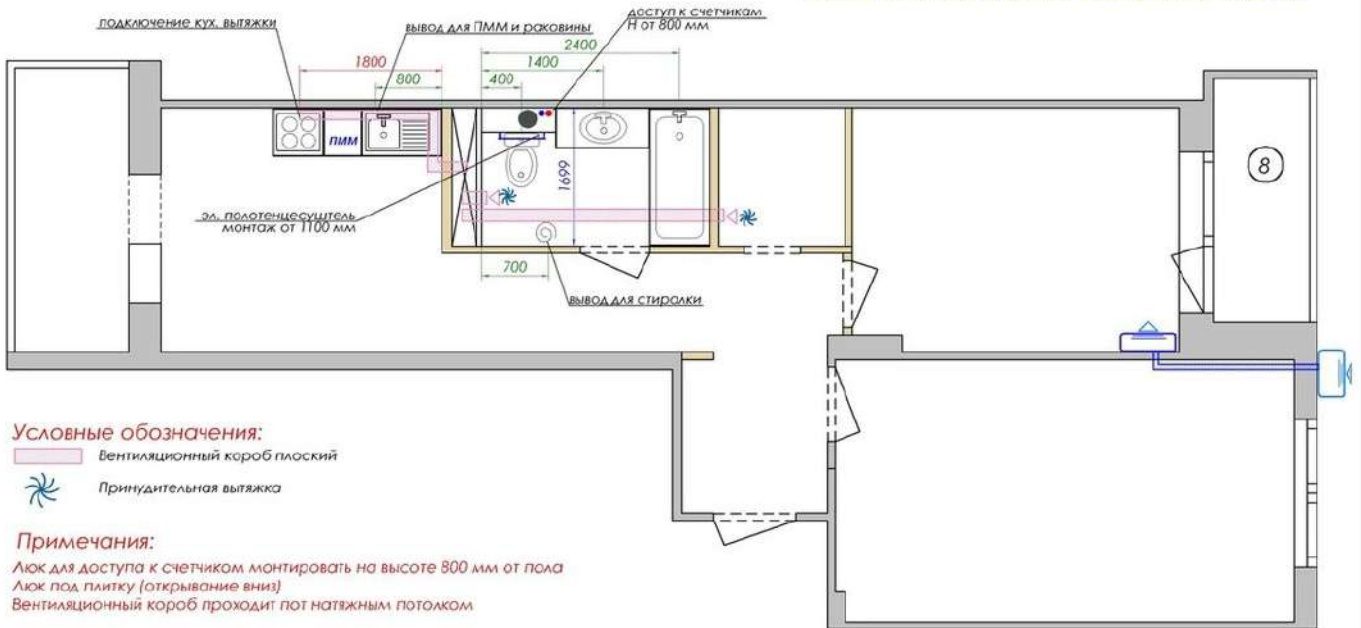 подключение кух. вытяжки
вывод для ПММ и раковины
доступ к счетчикам
H от 800 мм
2400
1800
1400
800
400
ПММ
1699
8
эл. полотенцесуштель
монтаж от 1100 мм
700
вывод для стиралки
Условные обозначения:
Вентиляционный короб плоский
Принудительная вытяжка
Примечания:
Люк для доступа к счетчиком монтировать на высоте 800 мм от пола
Люк под плитку (открывание вниз)
Вентиляционный короб проходит пот натяжным потолком